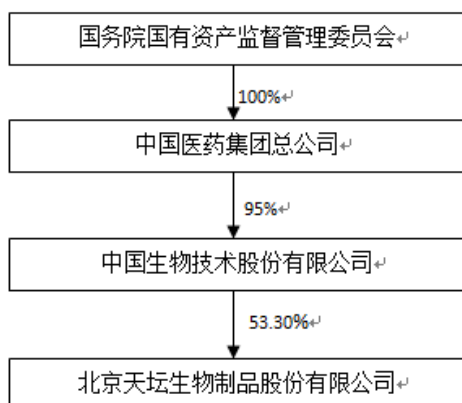 国务院国有资产监督管理委员会
100%
中国医药集团总公司
95%
中国生物技术股份有限公司
53.30%
北京天坛生物制品股份有限公司